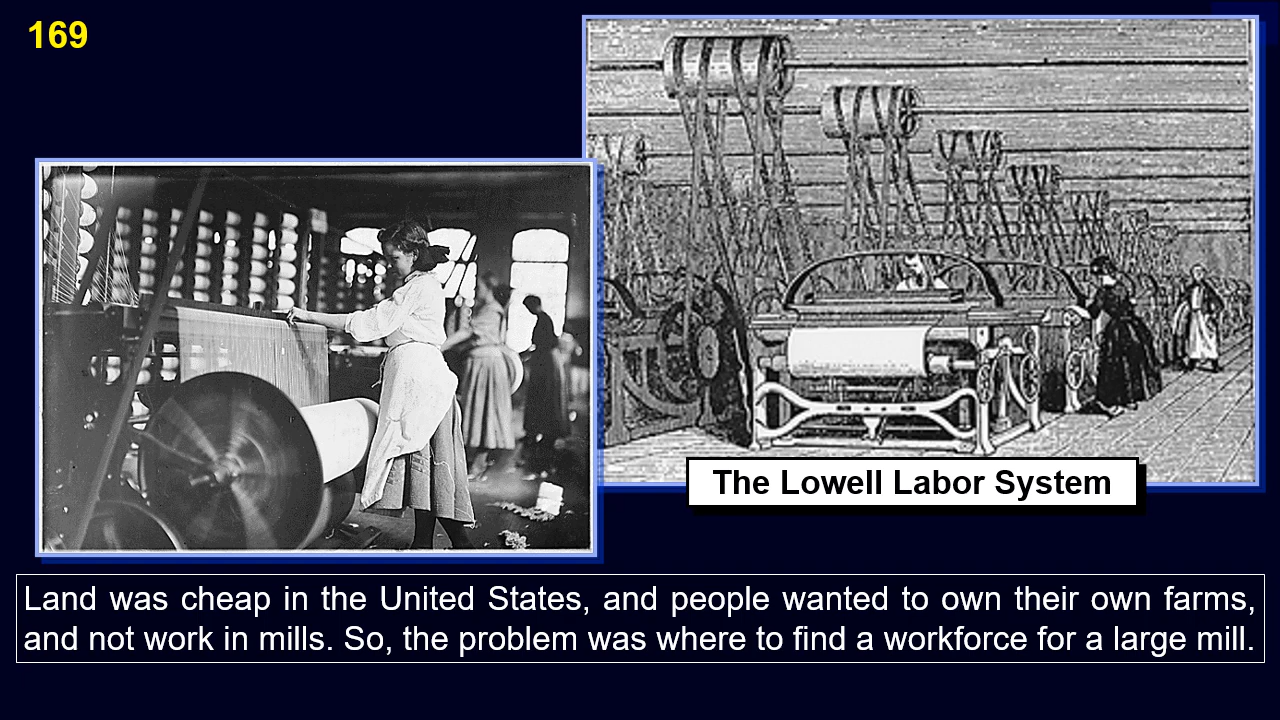 169
The Lowell Labor System
Land was cheap in the United States, and people wanted to own their own farms,
and not work in mills. So, the problem was where to find a workforce for a large mill.